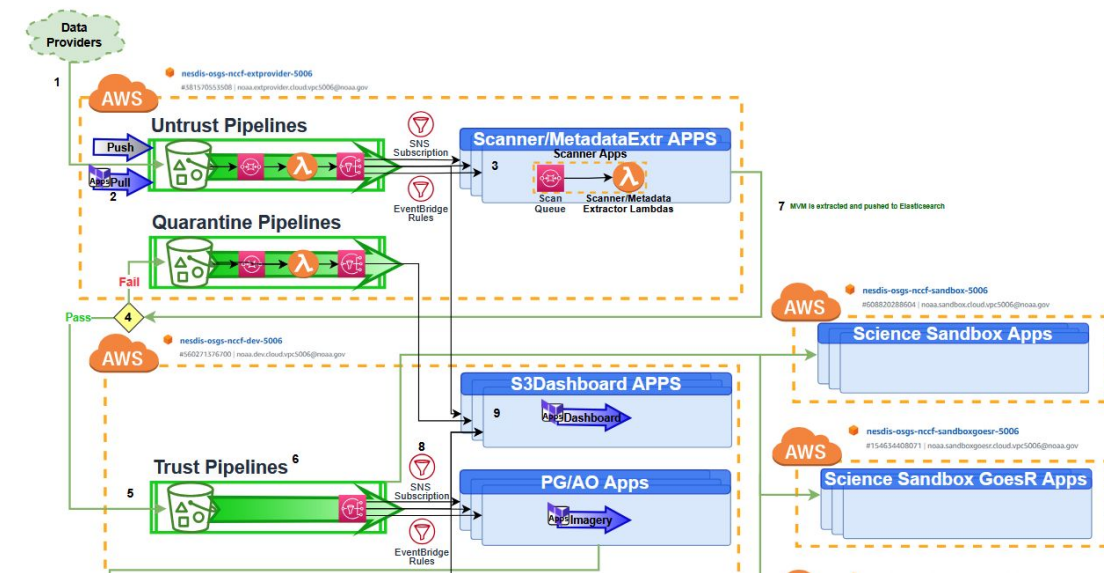 Data
Providers
1
nesdis-osgs-nccf-extprovider-5006
#381570553508 | noaa.extprovider.cloud.vpc5006@noaa.gov
AWS
Untrust Pipelines
Push
Apps
Pull
2
SNS
Subscription
EventBridge
Rules
Scanner/MetadataExtr APPS
Scanner Apps
3
Scan
Queue
Scanner/Metadata
Extractor Lambdas
7 MVM is extracted and pushed to Elasticsearch
Quarantine Pipelines
Fail
Pass
4
nesdis-osgs-nccf-sandbox-5006
#608820288604 | noaa.sandbox.cloud.vpc5006@noaa.gov
AWS
Science Sandbox Apps
nesdis-osgs-nccf-dev-5006
#560271376700 | noaa.dev.cloud.vpc5006@noaa.gov
AWS
S3Dashboard APPS
9
Apps
Dashboard
nesdis-osgs-nccf-sandboxgoesr-5006
#154634408071 | noaa.sandboxgoesr.cloud.vpc5006@noaa.gov
AWS
Science Sandbox GoesR Apps
Trust Pipelines 6
5
8
SNS
Subscription
EventBridge
Rules
PG/AO Apps
Apps
Imagery